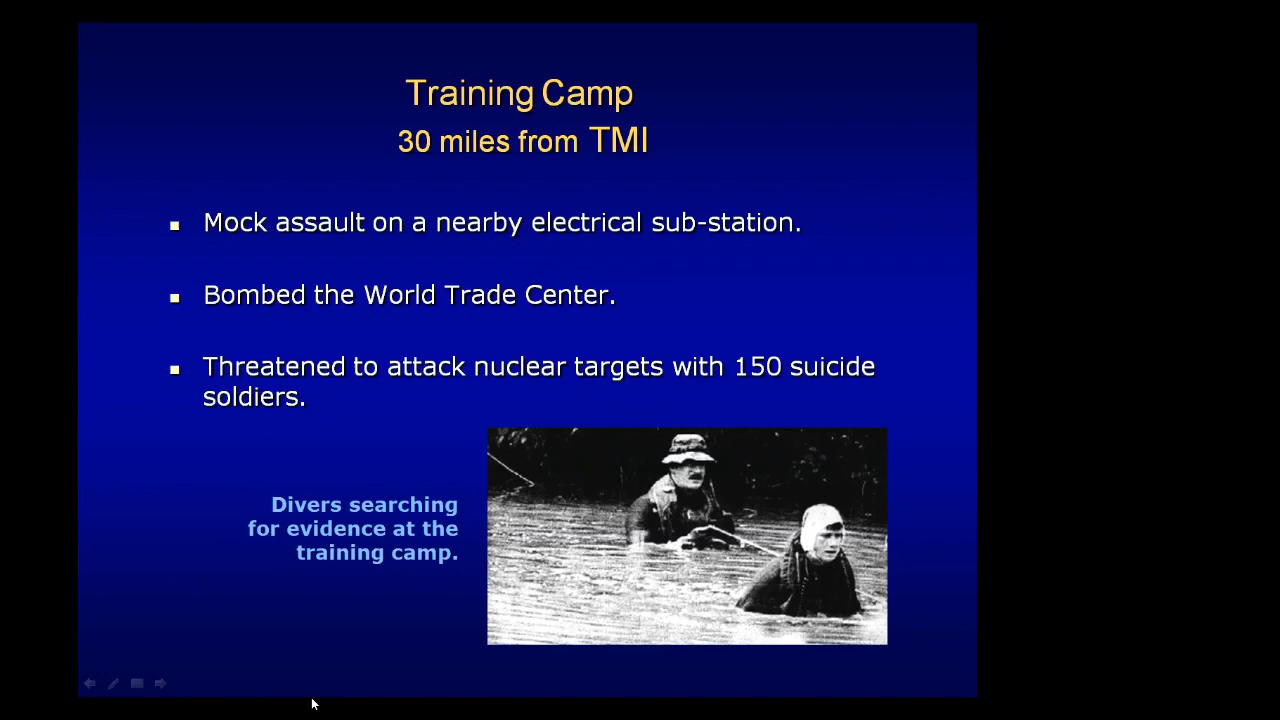 Training Camp
30 miles from TMI
Mock assault on a nearby electrical sub-station.
Bombed the World Trade Center.
Threatened to attack nuclear targets with 150 suicide
soldiers.
Divers searching
for evidence at the
training camp.